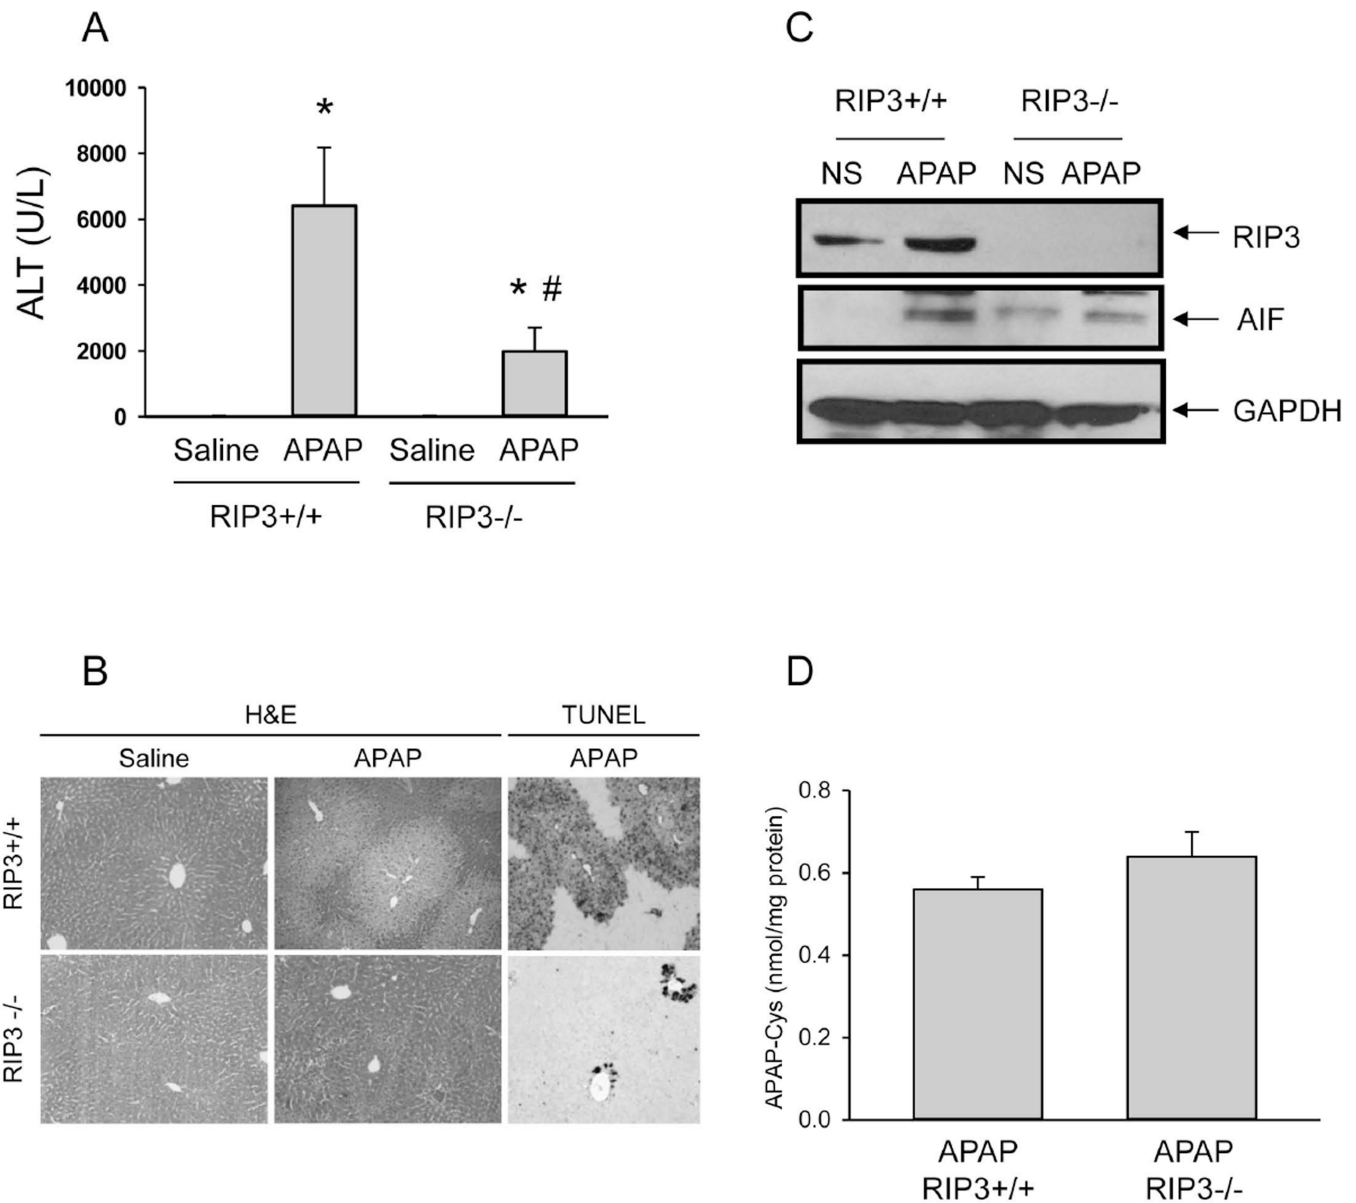 A
10000
8000
6000
4000
2000
0
ALT (U/L)
*
* #
Saline APAP Saline APAP
RIP3+/+ RIP3-/-
C
RIP3+/+ RIP3-/-
NS APAP NS APAP
RIP3
AIF
GAPDH
B
H&E TUNEL
Saline APAP APAP
RIP3+/+
RIP3 -/-
D
0.8
0.6
0.4
0.2
0.0
APAP-Cys (nmol/mg protein)
APAP APAP
RIP3+/+ RIP3-/-